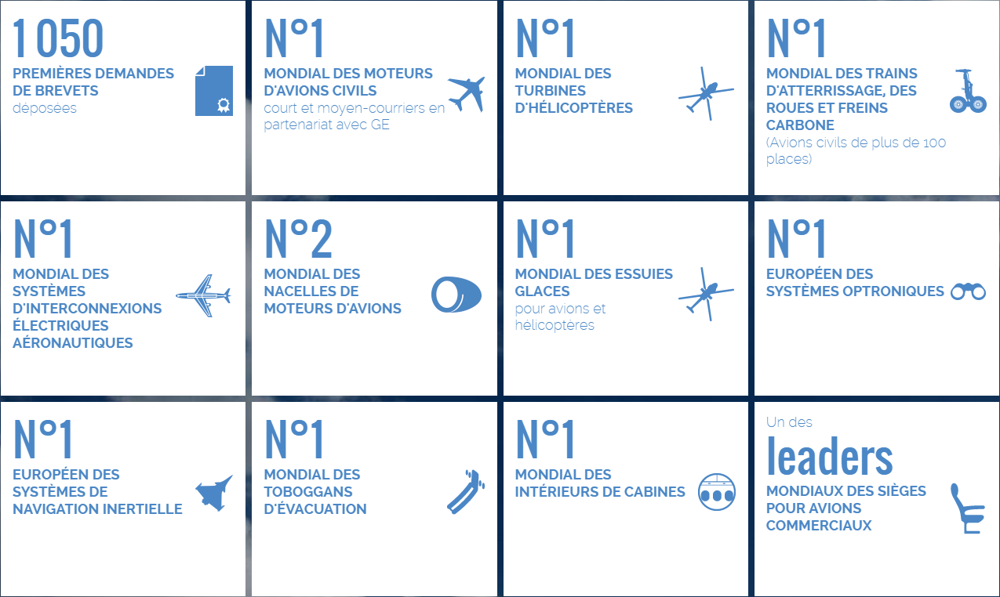 1 050
PREMIÈRES DEMANDES
DE BREVETS
déposées
N°1
MONDIAL DES MOTEURS
D'AVIONS CIVILS
court et moyen-courriers en
partenariat avec GE
N°1
MONDIAL DES
TURBINES
D'HÉLICOPTÈRES
N°1
MONDIAL DES TRAINS
D'ATTERRISSAGE, DES
ROUES ET FREINS
CARBONE
(Avions civils de plus de 100
places)
N°1
MONDIAL DES
SYSTÈMES
D'INTERCONNEXIONS
ÉLECTRIQUES
AÉRONAUTIQUES
N°2
MONDIAL DES
NACELLES DE
MOTEURS D'AVIONS
N°1
MONDIAL DES ESSUIES
GLACES
pour avions et
hélicoptères
N°1
EUROPÉEN DES
SYSTÈMES OPTRONIQUES
N°1
EUROPÉEN DES
SYSTÈMES DE
NAVIGATION INERTIELLE
N°1
MONDIAL DES
TOBOGGANS
D'ÉVACUATION
N°1
MONDIAL DES
INTÉRIEURS DE CABINES
Un des
leaders
MONDIAUX DES SIÈGES
POUR AVIONS
COMMERCIAUX